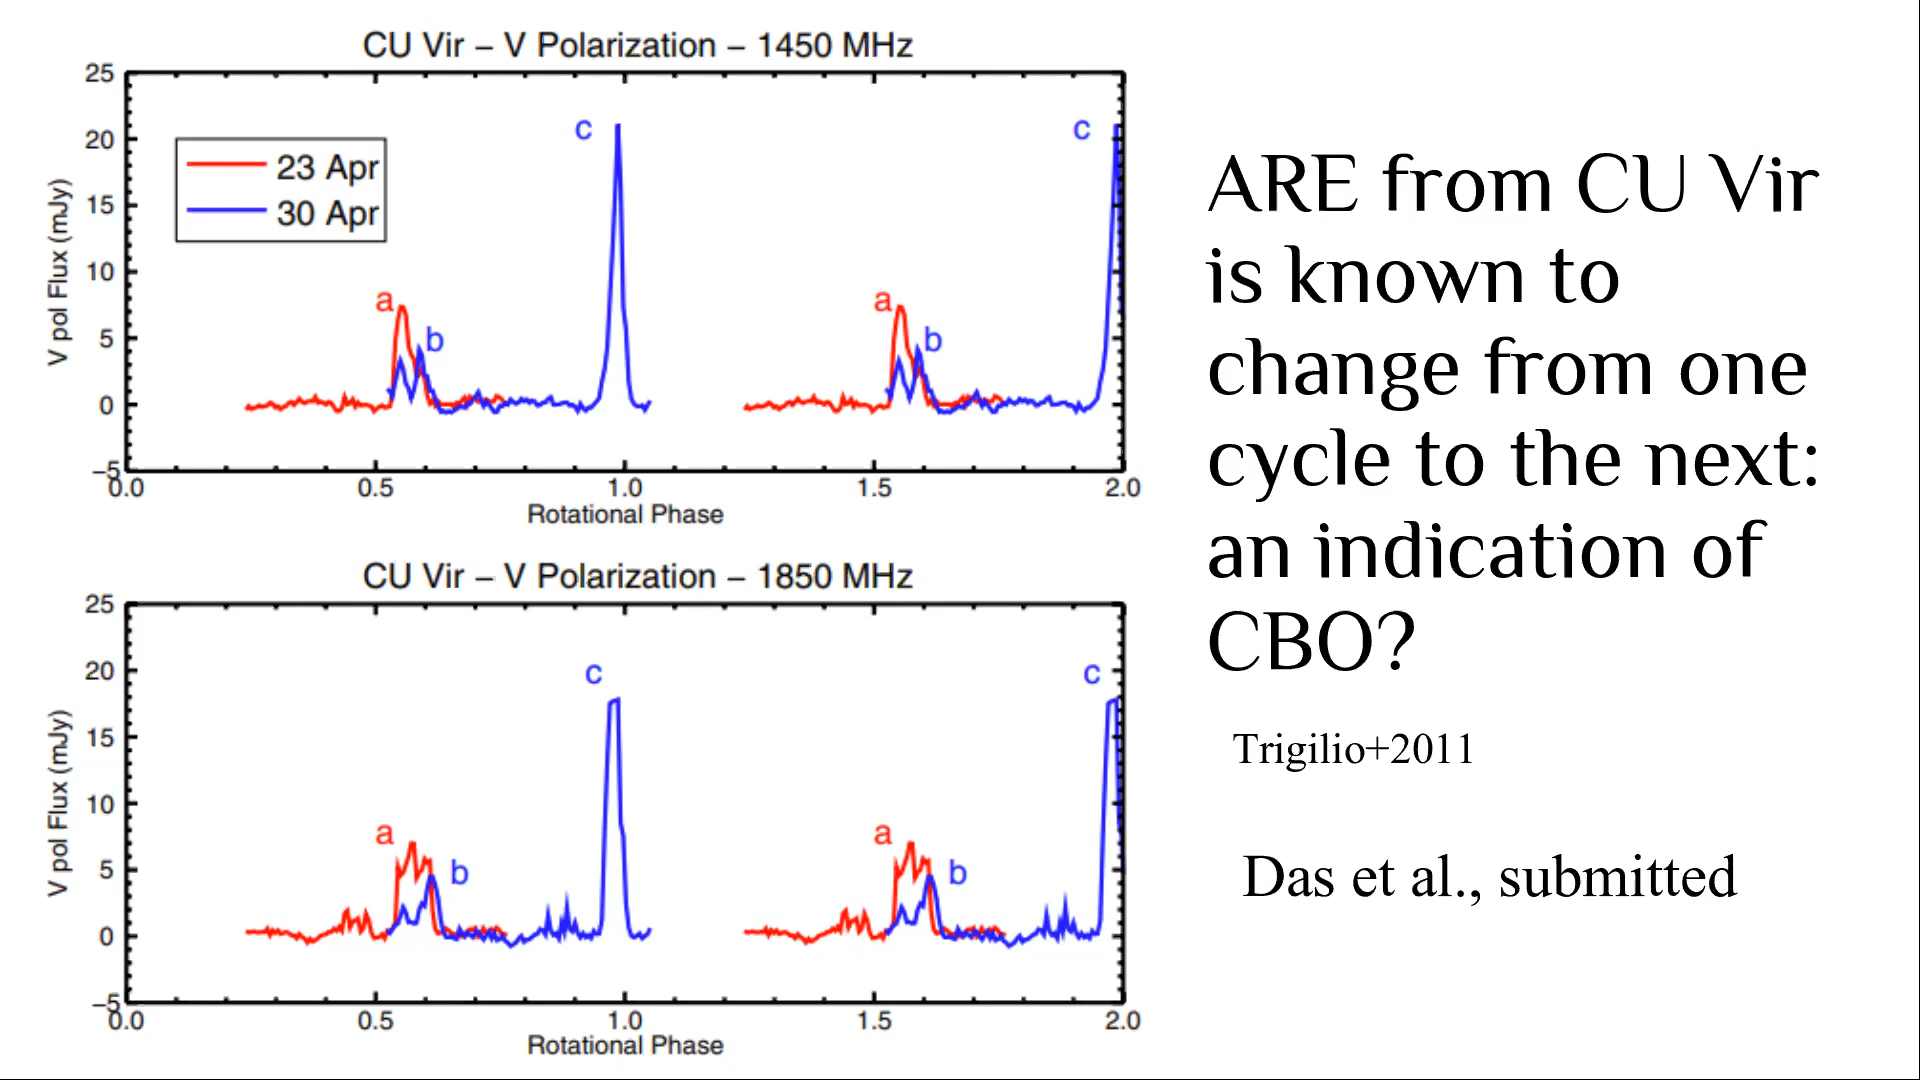 CU Vir – V Polarization – 1450 MHz
25
20
15
10
5
0
−5
V pol Flux (mJy)
23 Apr
30 Apr
a
b
c
a
b
c
0.0 0.5 1.0 1.5 2.0
Rotational Phase
CU Vir – V Polarization – 1850 MHz
25
20
15
10
5
0
−5
V pol Flux (mJy)
a
b
c
a
b
c
0.0 0.5 1.0 1.5 2.0
Rotational Phase
ARE from CU Vir
is known to
change from one
cycle to the next:
an indication of
CBO?
Trigilio+2011
Das et al., submitted